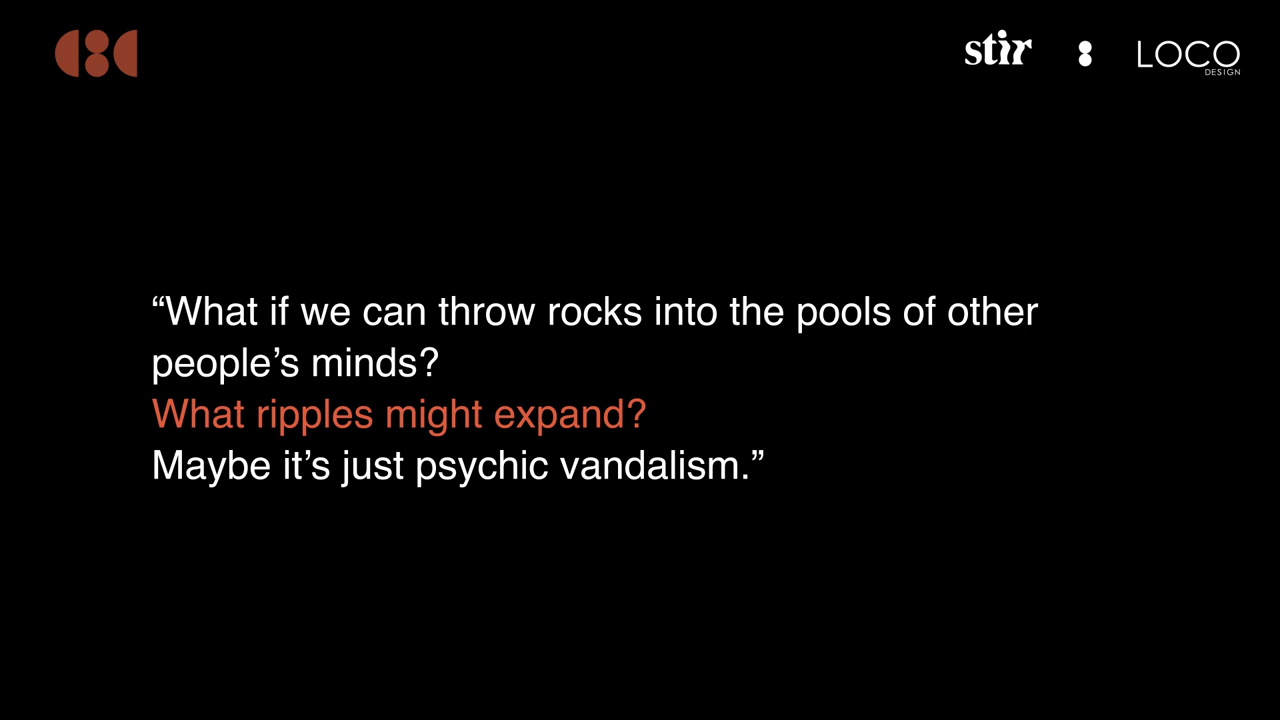 stir
LOCO
DESIGN
“What if we can throw rocks into the pools of other
people’s minds?
What ripples might expand?
Maybe it’s just psychic vandalism.”